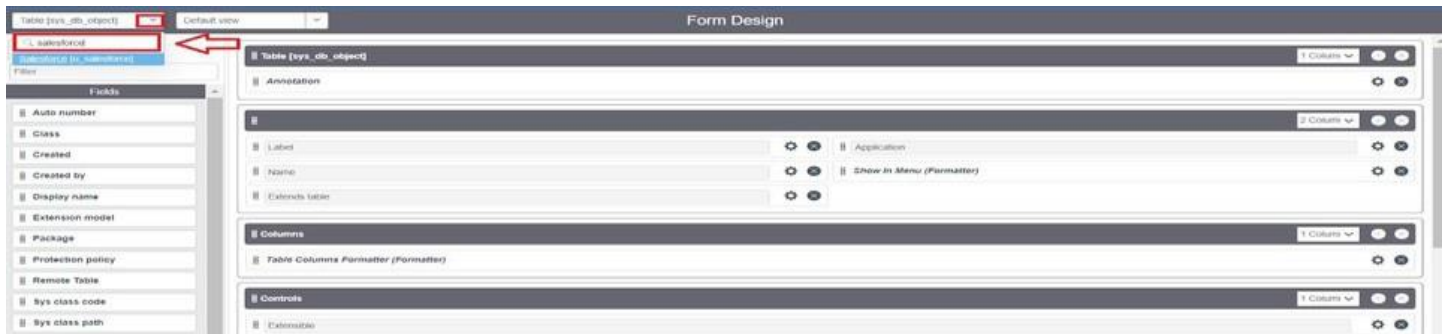 Table [sys_db_object]
Default view
Form Design
salesforcd
Salesforce [u_salesforce]
Filter
Fields
Auto number
Class
Created
Created by
Display name
Extension model
Package
Protection policy
Remote Table
Sys class code
Sys class path
Table [sys_db_object]
1 Column
Annotation
2 Column
Label
Application
Name
Show In Menu (Formatter)
Extends table
Columns
1 Column
Table Columns Formatter (Formatter)
Controls
1 Column
Extensible